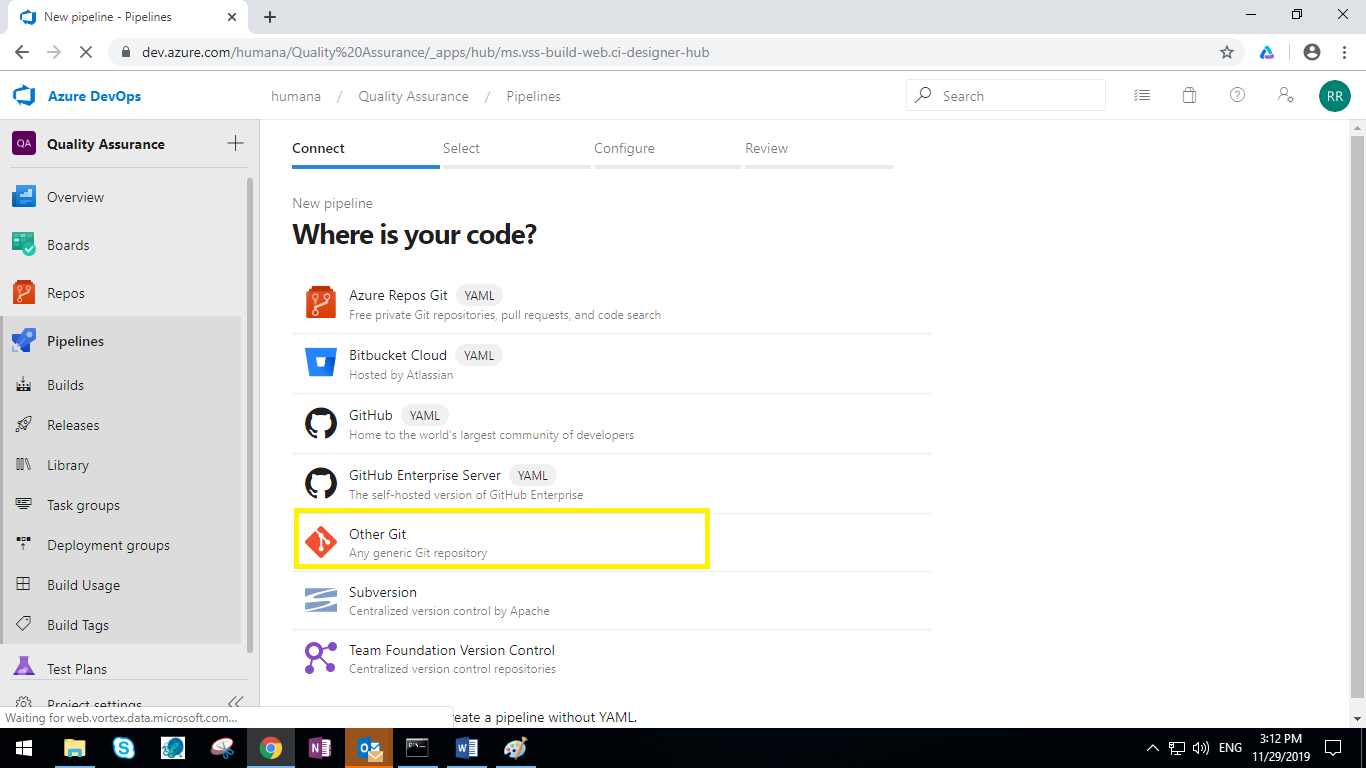 New pipeline - Pipelines
dev.azure.com/humana/Quality%20Assurance/_apps/hub/ms.vss-build-web.ci-designer-hub
Azure DevOps
humana / Quality Assurance / Pipelines
Search
RR
QA Quality Assurance
Overview
Boards
Repos
Pipelines
Builds
Releases
Library
Task groups
Deployment groups
Build Usage
Build Tags
Test Plans
Project settings
Connect Select Configure Review
New pipeline
Where is your code?
Azure Repos Git YAML
Free private Git repositories, pull requests, and code search
Bitbucket Cloud YAML
Hosted by Atlassian
GitHub YAML
Home to the world's largest community of developers
GitHub Enterprise Server YAML
The self-hosted version of GitHub Enterprise
Other Git
Any generic Git repository
Subversion
Centralized version control by Apache
Team Foundation Version Control
Centralized version control repositories
eate a pipeline without YAML.
Waiting for web.vortex.data.microsoft.com...
ENG
3:12 PM
11/29/2019